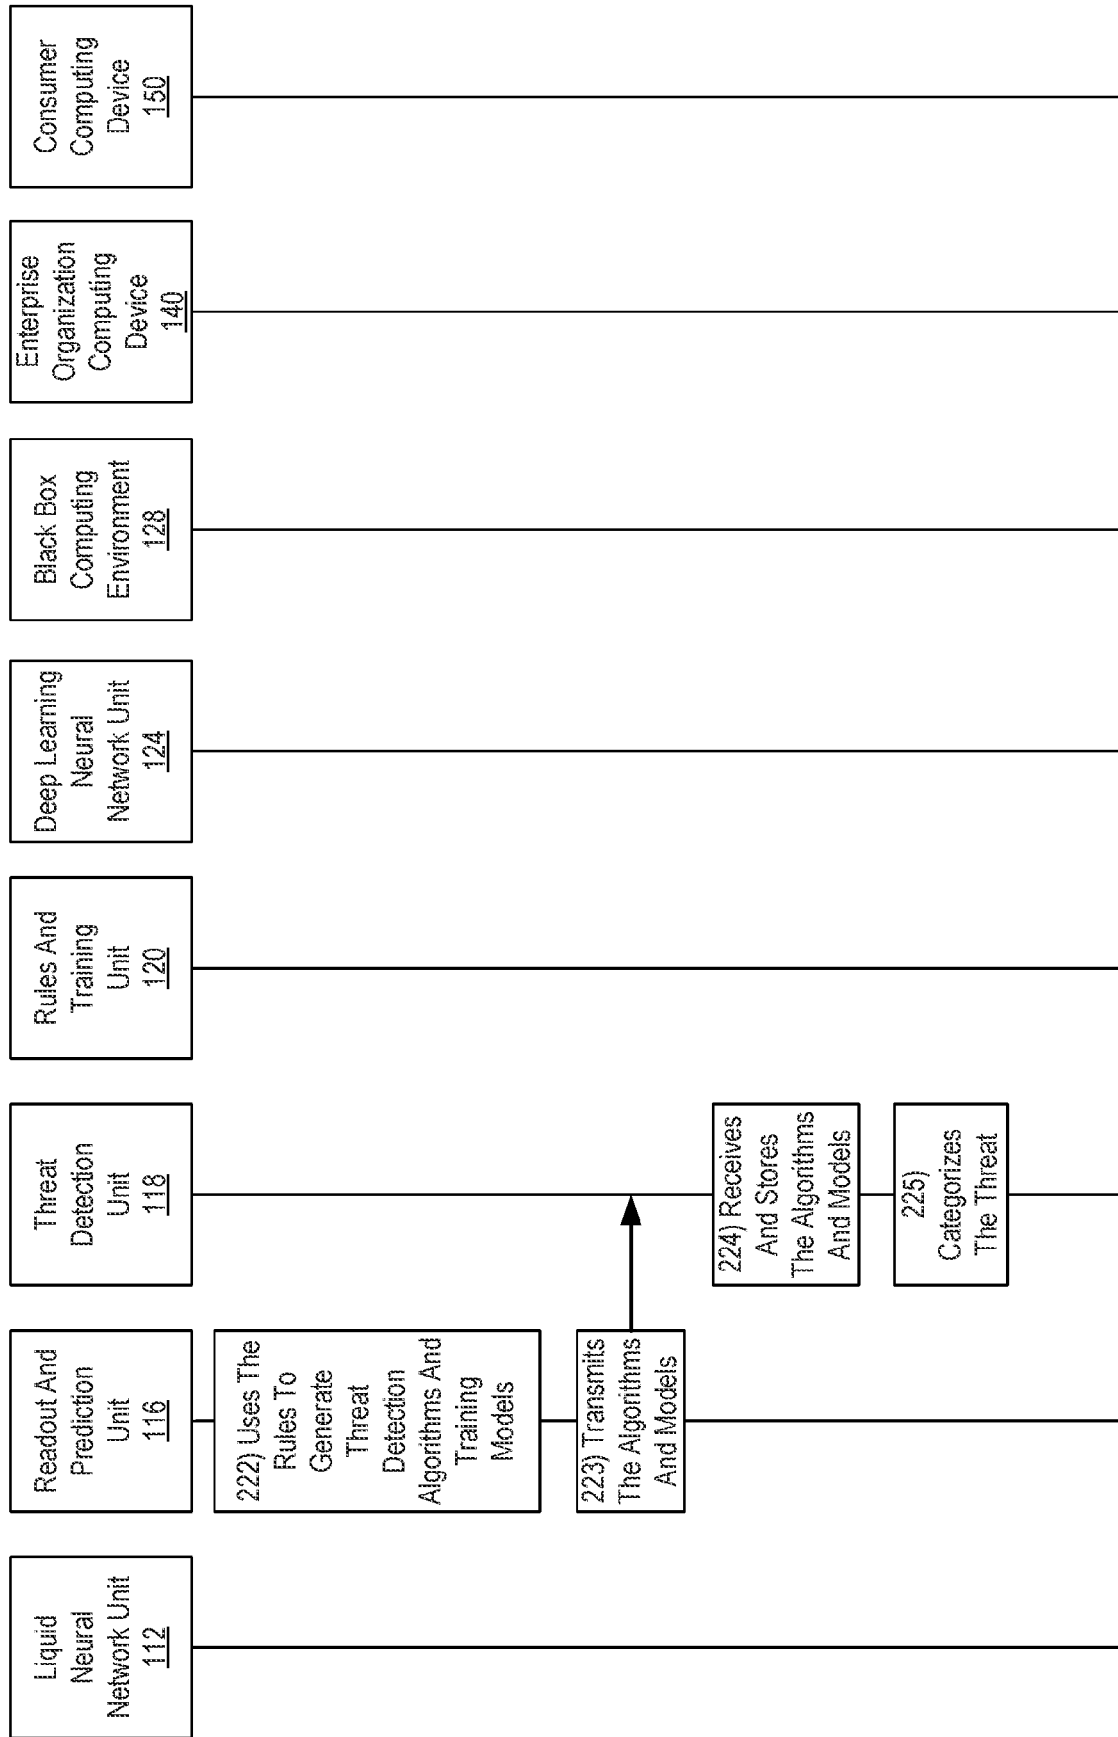 Liquid
Neural
Network Unit
112
Readout And
Prediction
Unit
116
Threat
Detection
Unit
118
Rules And
Training
Unit
120
Deep Learning
Neural
Network Unit
124
Black Box
Computing
Environment
128
Enterprise
Organization
Computing
Device
140
Consumer
Computing
Device
150
222) Uses The
Rules To
Generate
Threat
Detection
Algorithms And
Training
Models
223) Transmits
The Algorithms
And Models
224) Receives
And Stores
The Algorithms
And Models
225)
Categorizes
The Threat